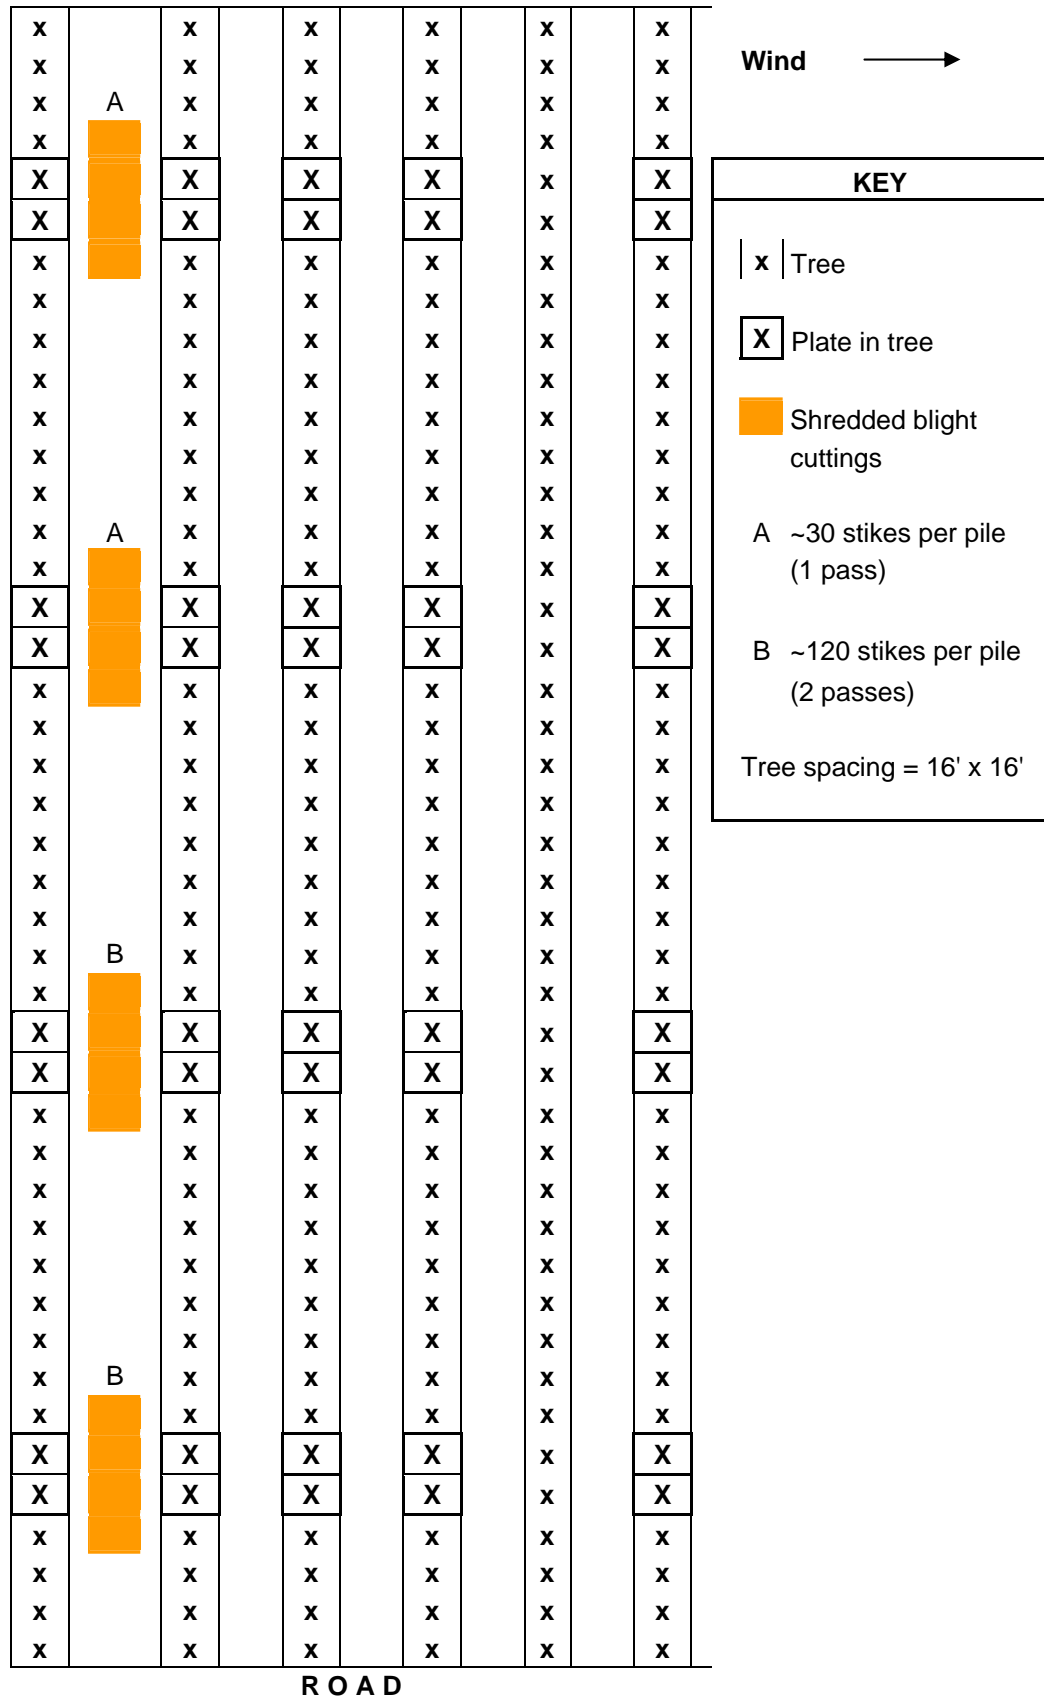 x x x x x x
x x x x x x Wind
x A x x x x x
x x x x x x
X X X X x X KEY
X X X X x X
x x x x x x x Tree
x x x x x x
x x x x x x X Plate in tree
x x x x x x
x x x x x x Shredded blight
x x x x x x cuttings
x x x x x x
x A x x x x x A ~30 stikes per pile
x x x x x x (1 pass)
X X X X x X
X X X X x X B ~120 stikes per pile
x x x x x x (2 passes)
x x x x x x
x x x x x x Tree spacing = 16' x 16'
x x x x x x
x x x x x x
x x x x x x
x x x x x x
x B x x x x x
x x x x x x
X X X X x X
X X X X x X
x x x x x x
x x x x x x
x x x x x x
x x x x x x
x x x x x x
x x x x x x
x x x x x x
x B x x x x x
x x x x x x
X X X X x X
X X X X x X
x x x x x x
x x x x x x
x x x x x x
x x x x x x
R O A D